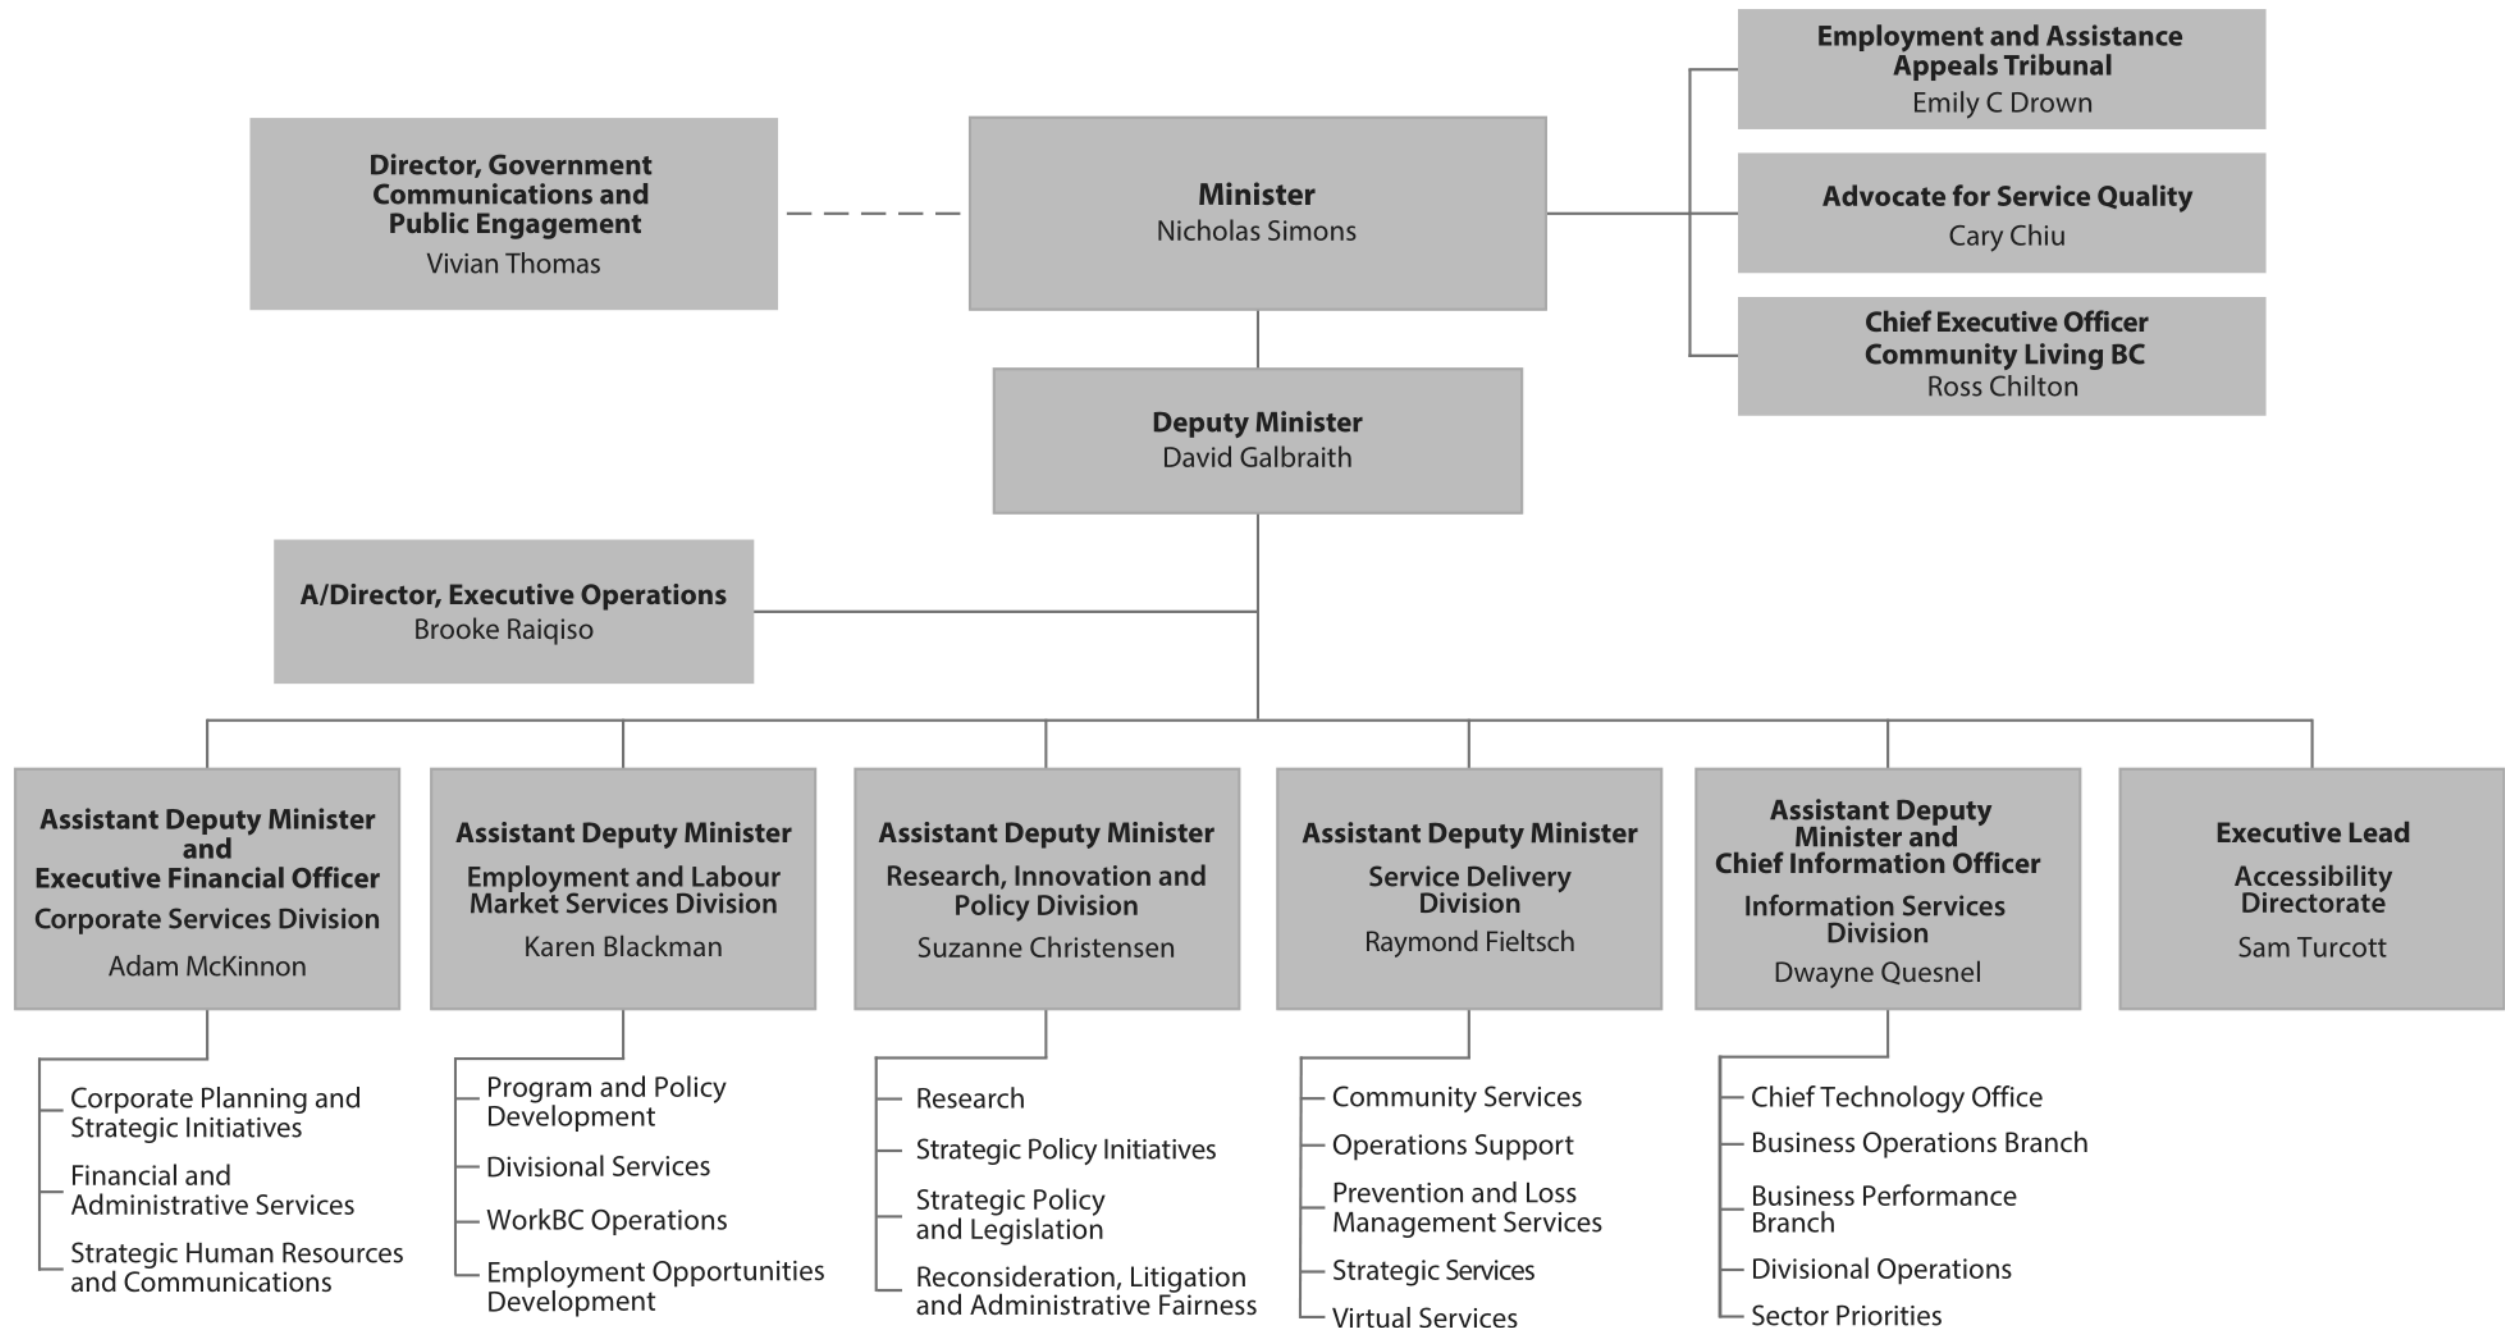 Employment and Assistance
Appeals Tribunal
Emily C Drown
Director, Government
Communications and
Public Engagement
Vivian Thomas
Minister
Nicholas Simons
Advocate for Service Quality
Cary Chiu
Chief Executive Officer
Community Living BC
Ross Chilton
Deputy Minister
David Galbraith
A/Director, Executive Operations
Brooke Raiqiso
Assistant Deputy Minister
and
Executive Financial Officer
Corporate Services Division
Adam McKinnon
Corporate Planning and
Strategic Initiatives
Financial and
Administrative Services
Strategic Human Resources
and Communications
Assistant Deputy Minister
Employment and Labour
Market Services Division
Karen Blackman
Program and Policy
Development
Divisional Services
WorkBC Operations
Employment Opportunities
Development
Assistant Deputy Minister
Research, Innovation and
Policy Division
Suzanne Christensen
Research
Strategic Policy Initiatives
Strategic Policy
and Legislation
Reconsideration, Litigation
and Administrative Fairness
Assistant Deputy Minister
Service Delivery
Division
Raymond Fieltsch
Community Services
Operations Support
Prevention and Loss
Management Services
Strategic Services
Virtual Services
Assistant Deputy
Minister and
Chief Information Officer
Information Services
Division
Dwayne Quesnel
Chief Technology Office
Business Operations Branch
Business Performance
Branch
Divisional Operations
Sector Priorities
Executive Lead
Accessibility
Directorate
Sam Turcott